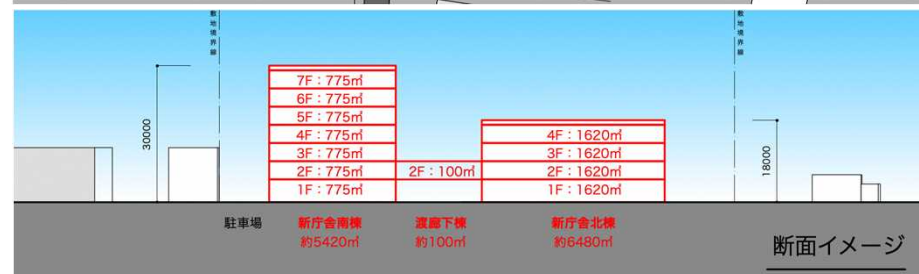 敷地境界線
敷地境界線
30000
7F：775㎡
6F：775㎡
5F：775㎡
4F：775㎡
3F：775㎡
2F：775㎡
1F：775㎡
2F：100㎡
4F：1620㎡
3F：1620㎡
2F：1620㎡
1F：1620㎡
18000
駐車場
新庁舎南棟
約5420㎡
渡廊下棟
約100㎡
新庁舎北棟
約6480㎡
断面イメージ